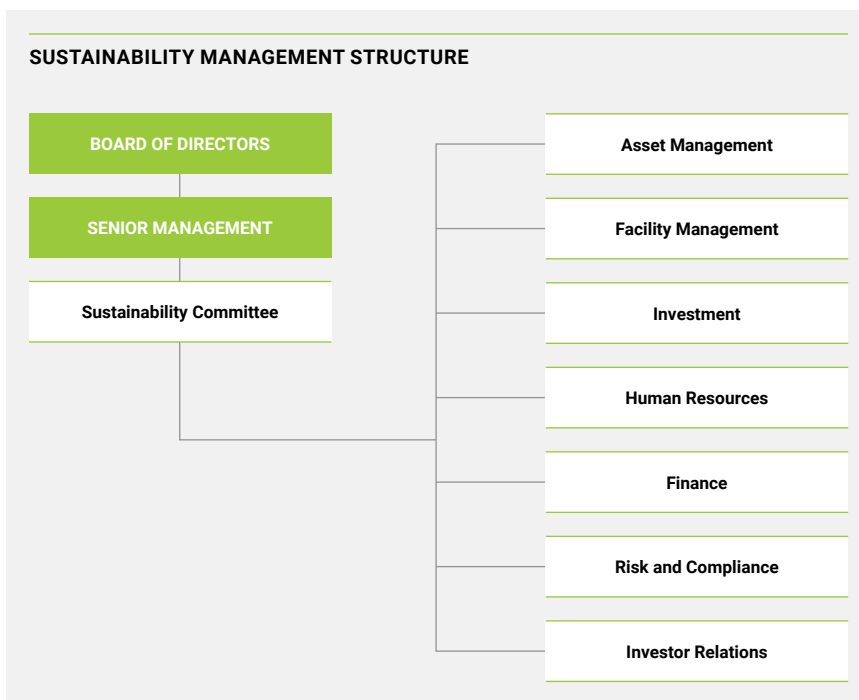 SUSTAINABILITY MANAGEMENT STRUCTURE
BOARD OF DIRECTORS
SENIOR MANAGEMENT
Sustainability Committee
Asset Management
Facility Management
Investment
Human Resources
Finance
Risk and Compliance
Investor Relations